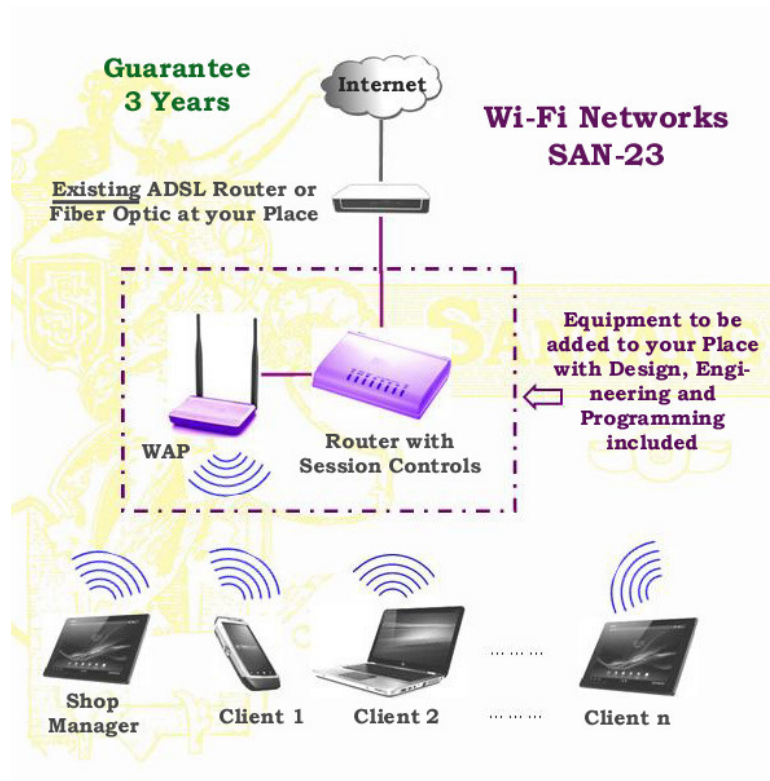 Guarantee
3 Years
Internet
Wi-Fi Networks
SAN-23
Existing ADSL Router or
Fiber Optic at your Place
Equipment to be
added to your Place
with Design, Engi-
neering and
Programming
included
WAP
Router with
Session Controls
... ... ...
Shop
Manager
Client 1
Client 2
... ... ...
Client n